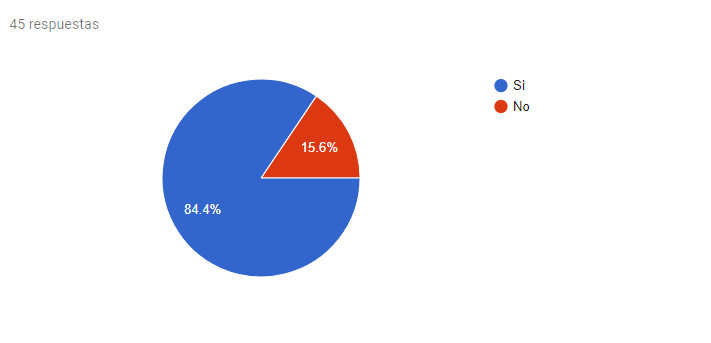 45 respuestas
Si
No
15.6%
84.4%